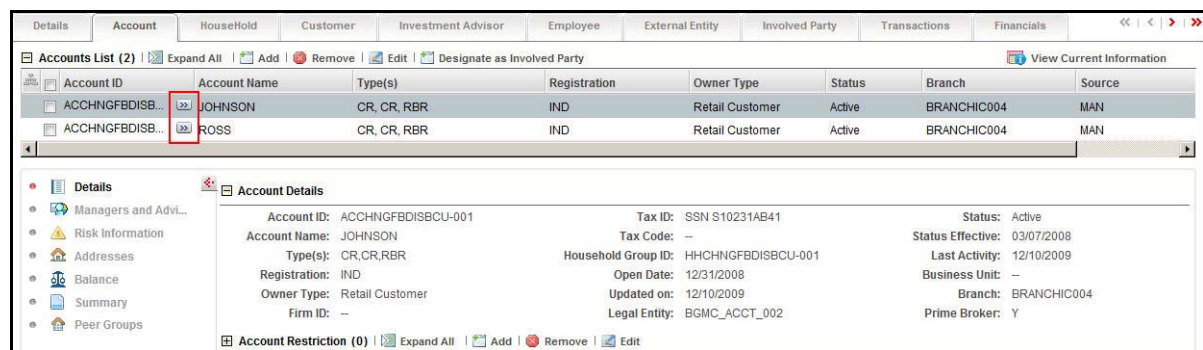 Details Account HouseHold Customer Investment Advisor Employee External Entity Involved Party Transactions Financials
Accounts List (2) | Expand All | Add | Remove | Edit | Designate as Involved Party View Current Information
Account ID Account Name Type(s) Registration Owner Type Status Branch Source
ACCHNGFBDISB... JOHNSON CR, CR, RBR IND Retail Customer Active BRANCHIC004 MAN
ACCHNGFBDISB... ROSS CR, CR, RBR IND Retail Customer Active BRANCHIC004 MAN
Details Account Details
Managers and Advi... Account ID: ACCHNGFBDISBCU-001 Tax ID: SSN S10231AB41 Status: Active
Risk Information Account Name: JOHNSON Tax Code: -- Status Effective: 03/07/2008
Addresses Type(s): CR,CR,RBR Household Group ID: HHCHNGFBDISBCU-001 Last Activity: 12/10/2009
Balance Registration: IND Open Date: 12/31/2008 Business Unit: --
Summary Owner Type: Retail Customer Updated on: 12/10/2009 Branch: BRANCHIC004
Peer Groups Firm ID: -- Legal Entity: BGMC_ACCT_002 Prime Broker: Y
Account Restriction (0) | Expand All | Add | Remove | Edit